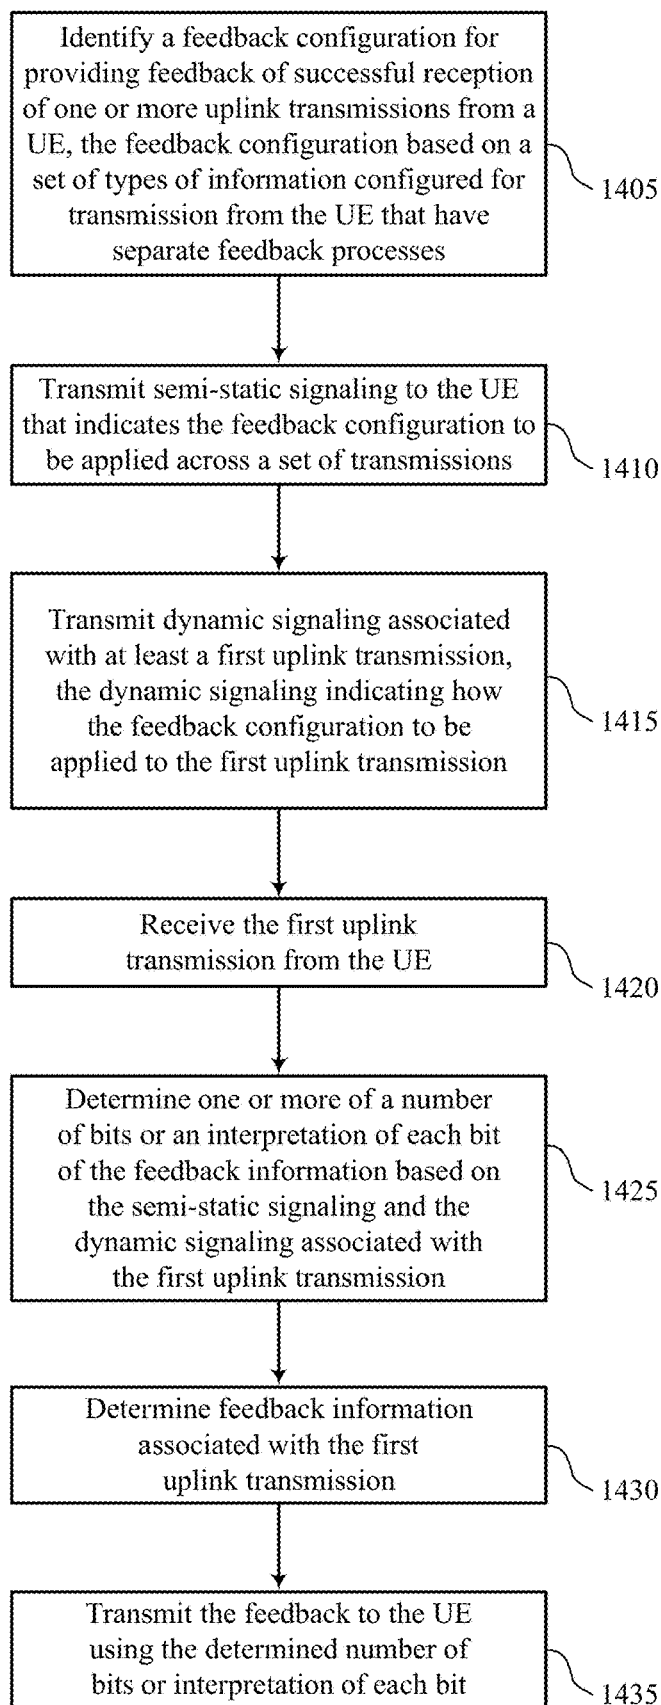 Identify a feedback configuration for
providing feedback of successful reception
of one or more uplink transmissions from a
UE, the feedback configuration based on a
set of types of information configured for
transmission from the UE that have
separate feedback processes
1405
Transmit semi-static signaling to the UE
that indicates the feedback configuration to
be applied across a set of transmissions
1410
Transmit dynamic signaling associated
with at least a first uplink transmission,
the dynamic signaling indicating how
the feedback configuration to be
applied to the first uplink transmission
1415
Receive the first uplink
transmission from the UE
1420
Determine one or more of a number
of bits or an interpretation of each bit
of the feedback information based on
the semi-static signaling and the
dynamic signaling associated with
the first uplink transmission
1425
Determine feedback information
associated with the first
uplink transmission
1430
Transmit the feedback to the UE
using the determined number of
bits or interpretation of each bit
1435